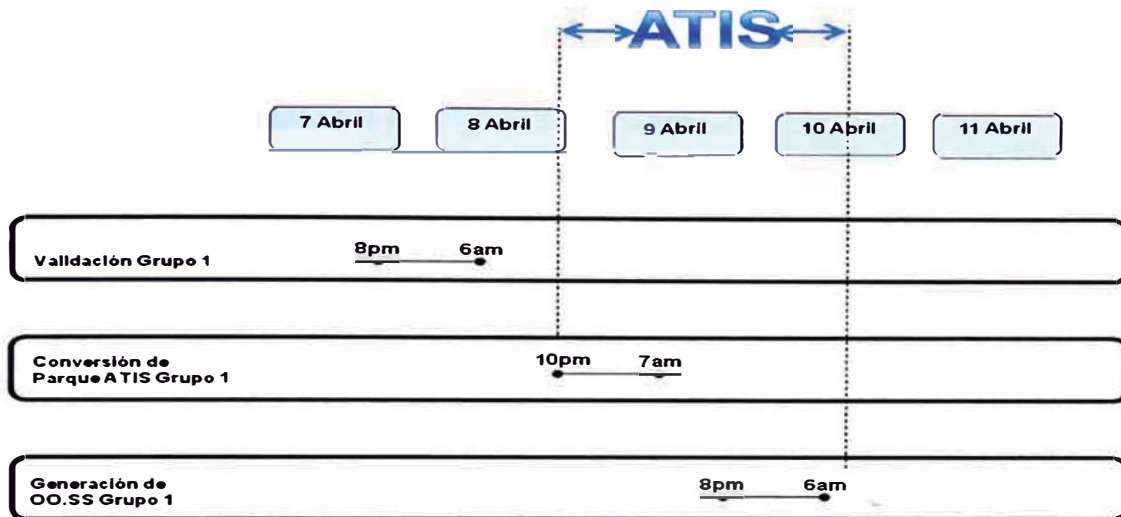 ATIS
7 Abril
8 Abril
9 Abril
10 Abril
11 Abril
Validación Grupo 1
8pm
6am
Conversión de
Parque ATIS Grupo 1
10pm
7am
Generación de
OO.SS Grupo 1
8pm
6am